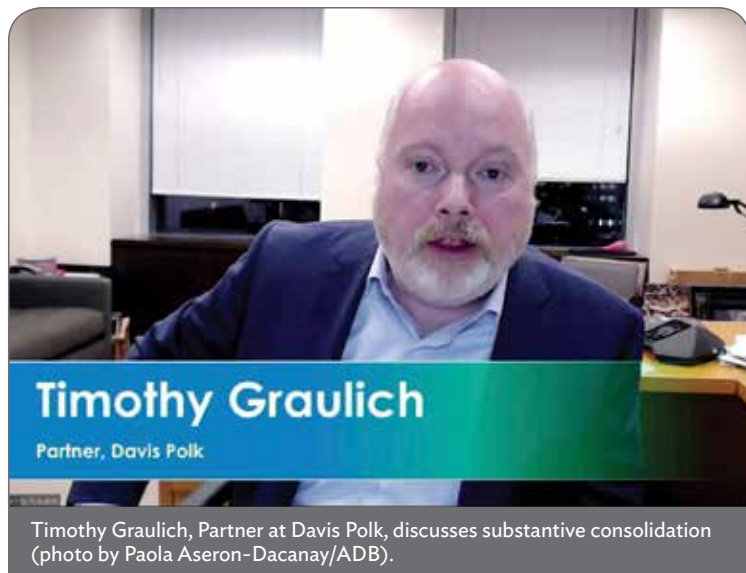 Timothy Graulich
Partner, Davis Polk
Timothy Graulich, Partner at Davis Polk, discusses substantive consolidation
(photo by Paola Aseron-Dacanay/ADB).